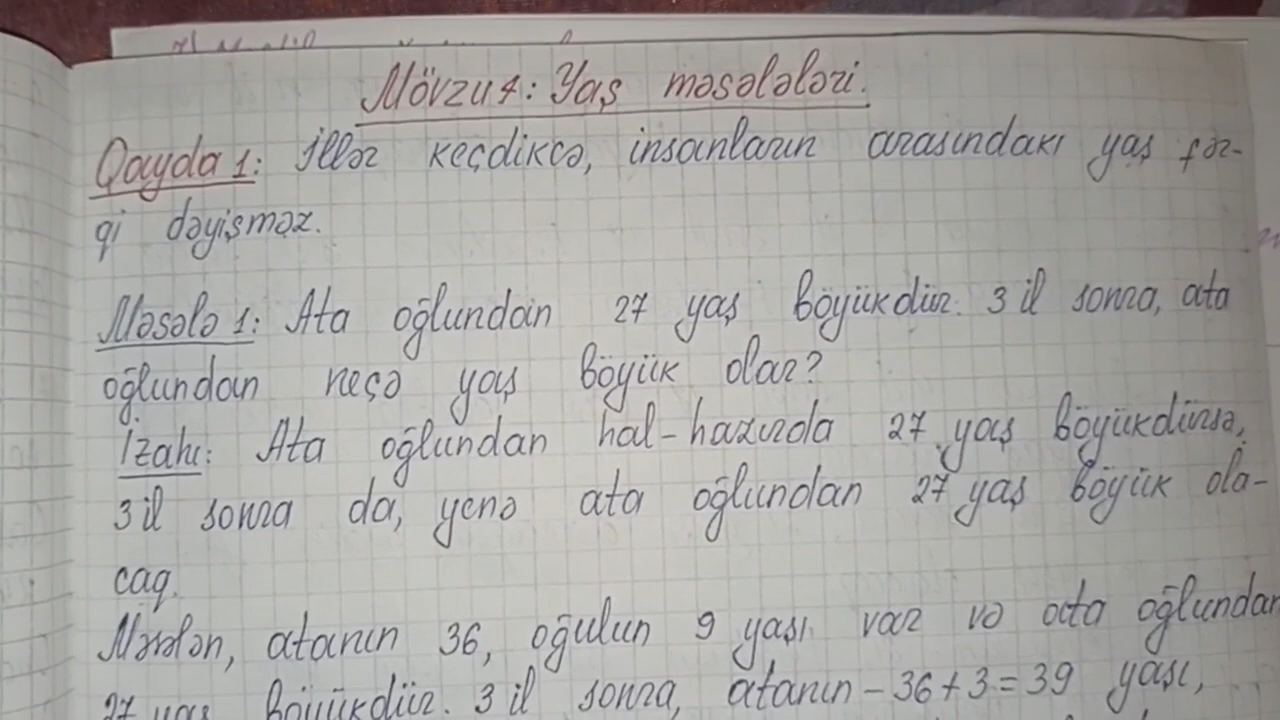 Mövzu 4: Yaş məsələləri.
Qayda 1: İllər keçdikcə, insanların arasındakı yaş fər-
qi dəyişməz.
Məsələ 1: Ata oğlundan 27 yaş böyükdür. 3 il sonra, ata
oğlundan neçə yaş böyük olar?
İzahı: Ata oğlundan hal-hazırda 27 yaş böyükdürsə,
3 il sonra da, yenə ata oğlundan 27 yaş böyük ola-
caq.
Məsələn, atanın 36, oğulun 9 yaşı var və ata oğlundan
27 yaş böyükdür. 3 il sonra, atanın - 36 + 3 = 39 yaşı,